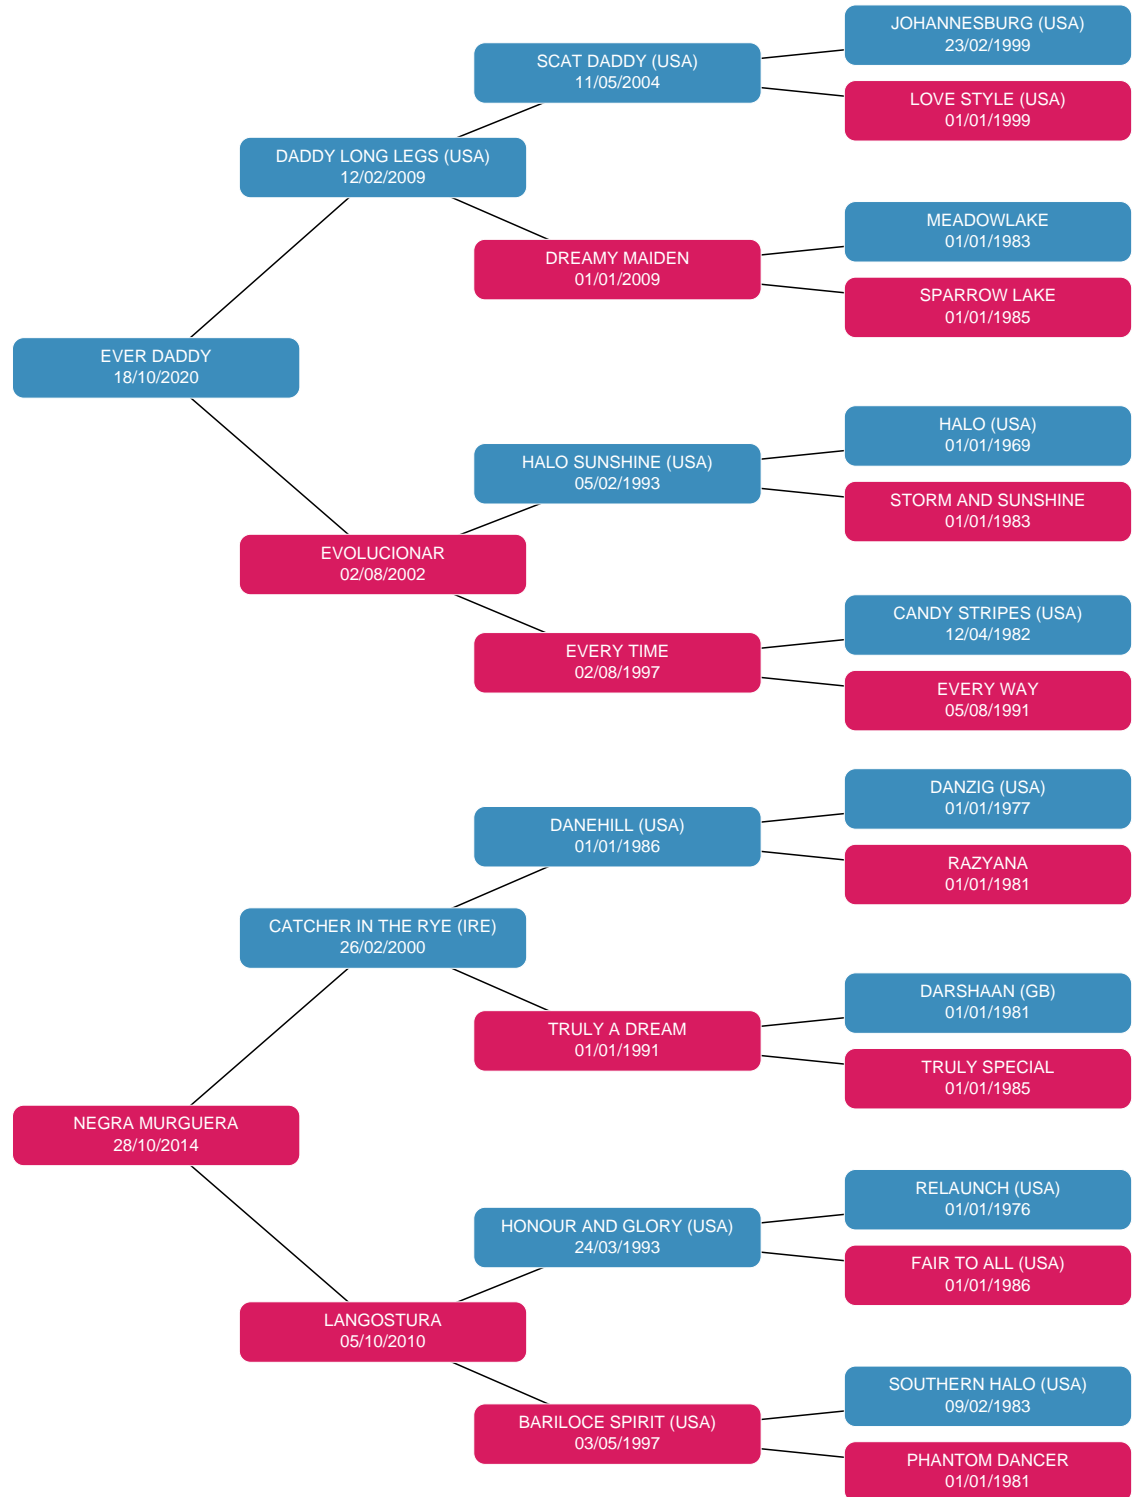 JOHANNESBURG (USA)
23/02/1999
SCAT DADDY (USA)
11/05/2004
LOVE STYLE (USA)
01/01/1999
DADDY LONG LEGS (USA)
12/02/2009
MEADOWLAKE
01/01/1983
DREAMY MAIDEN
01/01/2009
SPARROW LAKE
01/01/1985
EVER DADDY
18/10/2020
HALO (USA)
01/01/1969
HALO SUNSHINE (USA)
05/02/1993
STORM AND SUNSHINE
01/01/1983
EVOLUCIONAR
02/08/2002
CANDY STRIPES (USA)
12/04/1982
EVERY TIME
02/08/1997
EVERY WAY
05/08/1991
DANZIG (USA)
01/01/1977
DANEHILL (USA)
01/01/1986
RAZYANA
01/01/1981
CATCHER IN THE RYE (IRE)
26/02/2000
DARSHAAN (GB)
01/01/1981
TRULY A DREAM
01/01/1991
TRULY SPECIAL
01/01/1985
NEGRA MURGUERA
28/10/2014
RELAUNCH (USA)
01/01/1976
HONOUR AND GLORY (USA)
24/03/1993
FAIR TO ALL (USA)
01/01/1986
LANGOSTURA
05/10/2010
SOUTHERN HALO (USA)
09/02/1983
BARILOCE SPIRIT (USA)
03/05/1997
PHANTOM DANCER
01/01/1981